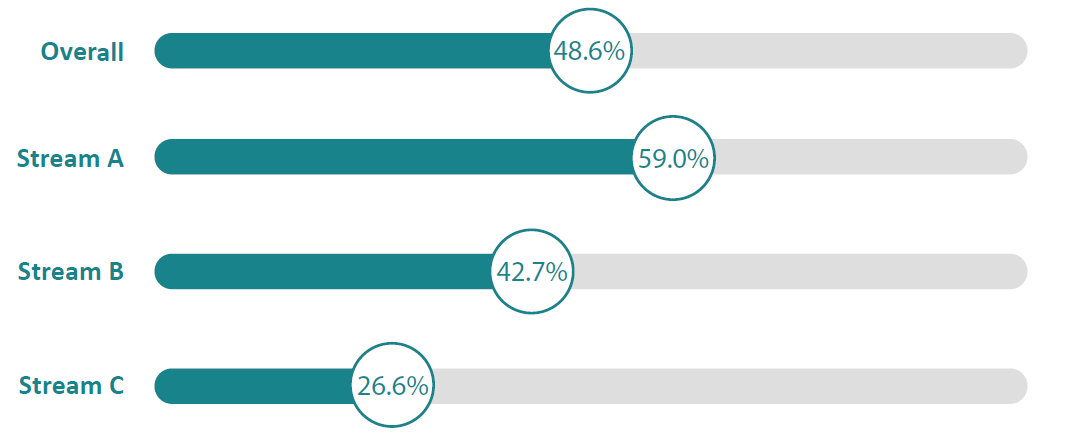 Overall 48.6%
Stream A 59.0%
Stream B 42.7%
Stream C 26.6%